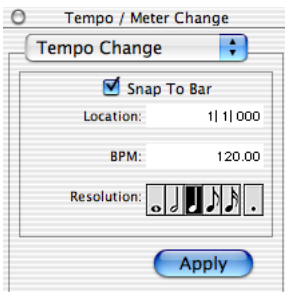 Tempo / Meter Change
Tempo Change
Snap To Bar
Location: 1| 1| 000
BPM: 120.00
Resolution:
Apply